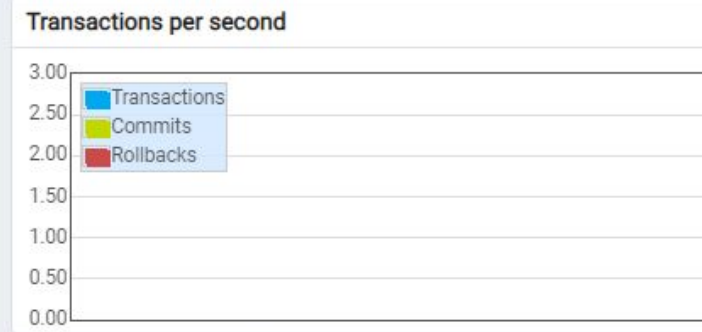 Transactions per second
3.00
Transactions
2.50
Commits
2.00
Rollbacks
1.50
1.00
0.50
0.00